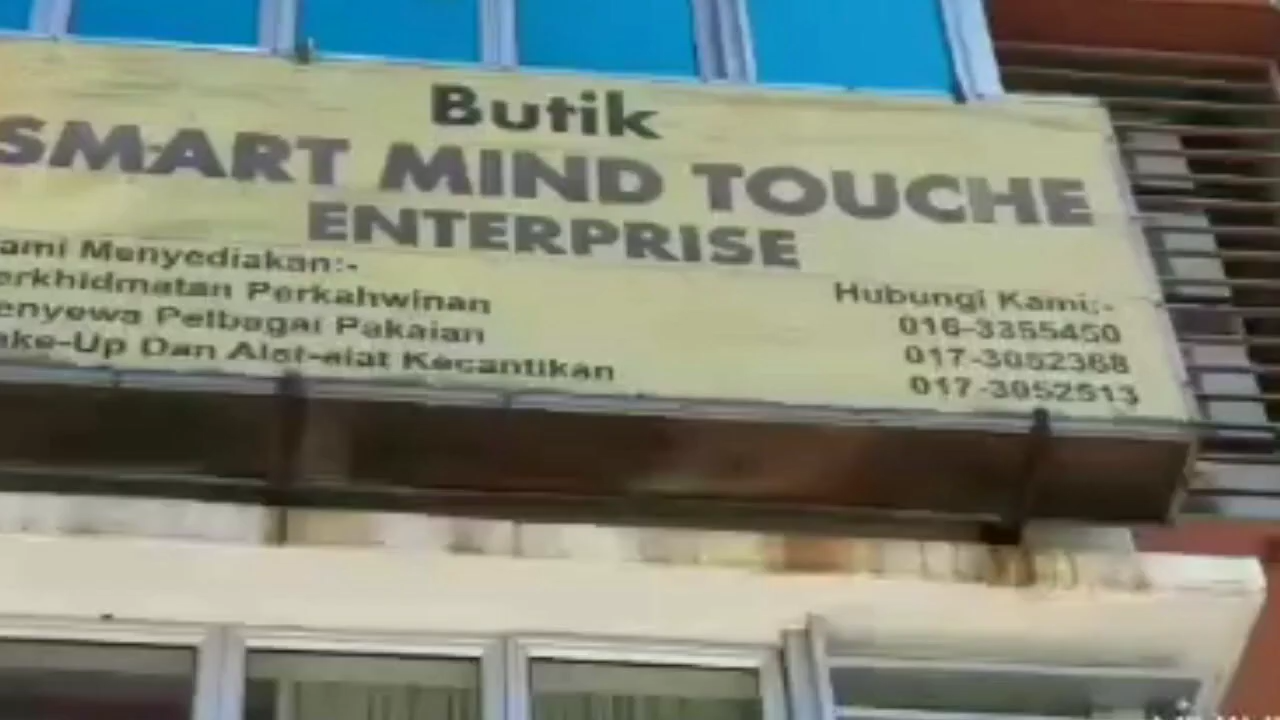 Butik
SMART MIND TOUCHE
ENTERPRISE
ami Menyediakan:-
erkhidmatan Perkahwinan
enyewa Pelbagai Pakaian
ake-Up Dan Alat-alat Kecantikan
Hubungi Kami:-
016-3355450
017-3052368
017-3052513